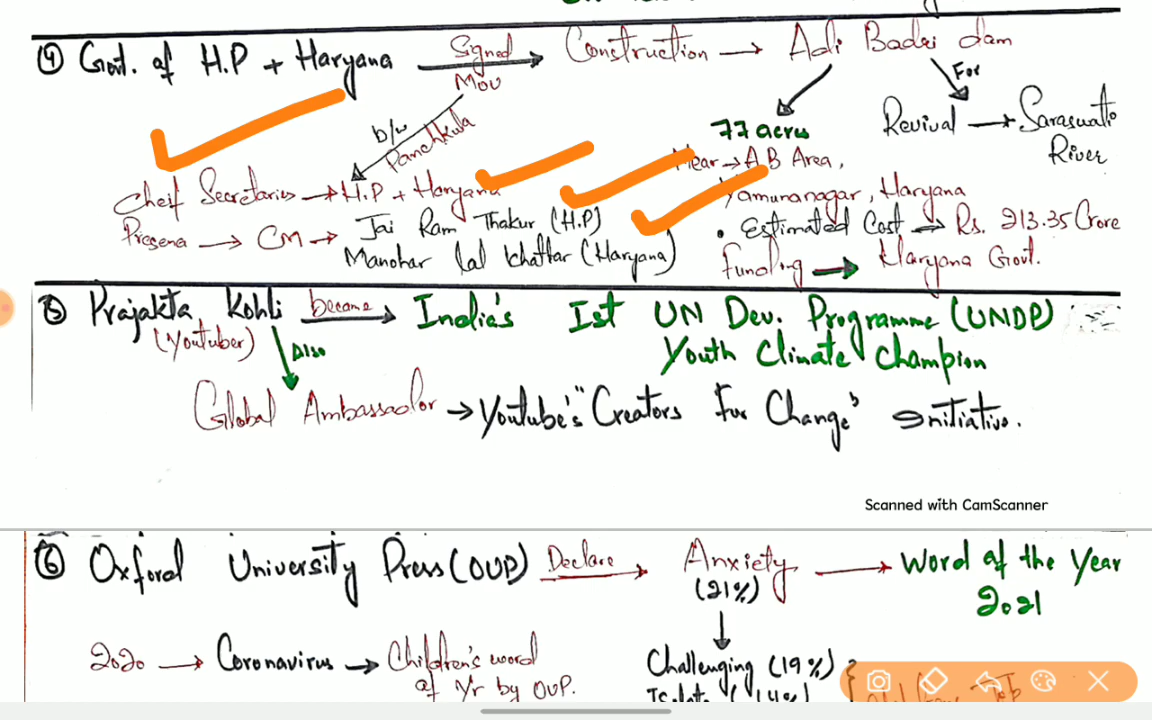 ④ Govt. of H.P + Haryana Signed MOU → Construction → Adi Badri dam
For
b/w Panchkula
77 acres
Revival → Saraswati River
Near → A B Area,
Cheif Secretaries → H.P + Haryana
Yamunanagar, Haryana
CM → Jai Ram Thakur (H.P)
• Estimated Cost → Rs. 213.35 Crore
Manohar lal khattar (Haryana)
Funding → Haryana Govt.
Prajakta Kohli became → India's Ist UN Dev. Programme (UNDP)
(Youtuber)
Also
Youth Climate Champion
Global Ambassador → Youtube's "Creators For Change" Initiative.
Scanned with CamScanner
⑥ Oxford University Press (OUP) Declare → Anxiety → Word of the Year
(21%)
2021
2020 → Coronavirus → Children's word
of Yr by OUP.
Challenging (19%)